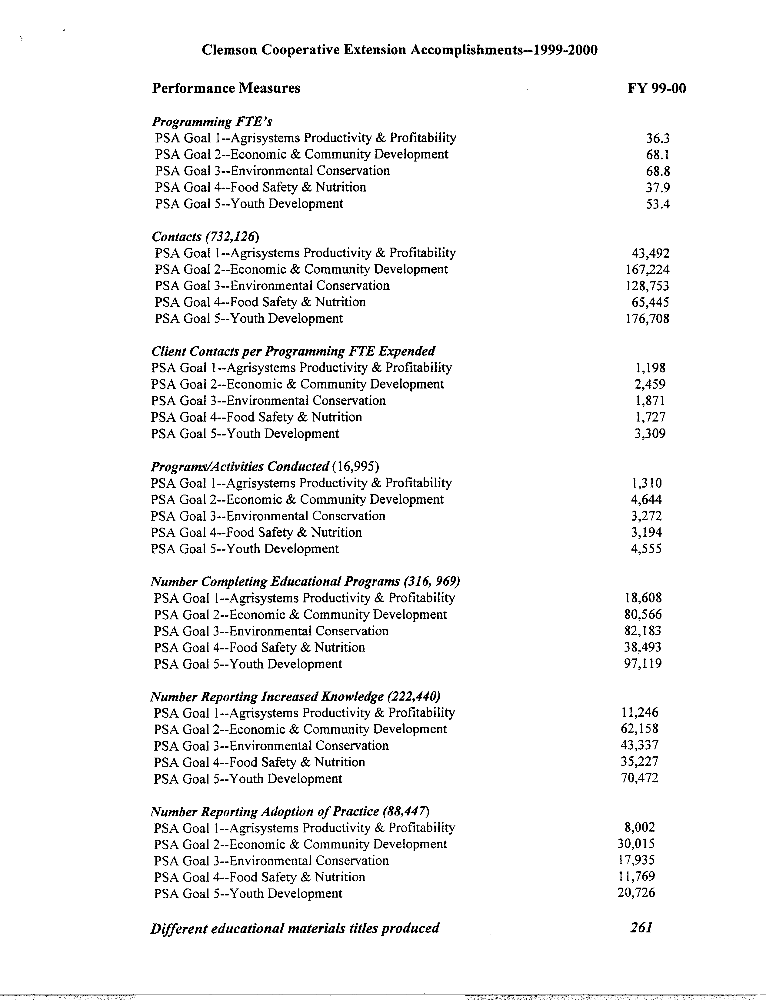 Clemson Cooperative Extension Accomplishments--1999-2000
Performance Measures FY 99-00
Programming FTE's
PSA Goal 1--Agrisystems Productivity & Profitability 36.3
PSA Goal 2--Economic & Community Development 68.1
PSA Goal 3--Environmental Conservation 68.8
PSA Goal 4--Food Safety & Nutrition 37.9
PSA Goal 5--Youth Development 53.4
Contacts (732,126)
PSA Goal 1--Agrisystems Productivity & Profitability 43,492
PSA Goal 2--Economic & Community Development 167,224
PSA Goal 3--Environmental Conservation 128,753
PSA Goal 4--Food Safety & Nutrition 65,445
PSA Goal 5--Youth Development 176,708
Client Contacts per Programming FTE Expended
PSA Goal 1--Agrisystems Productivity & Profitability 1,198
PSA Goal 2--Economic & Community Development 2,459
PSA Goal 3--Environmental Conservation 1,871
PSA Goal 4--Food Safety & Nutrition 1,727
PSA Goal 5--Youth Development 3,309
Programs/Activities Conducted (16,995)
PSA Goal 1--Agrisystems Productivity & Profitability 1,310
PSA Goal 2--Economic & Community Development 4,644
PSA Goal 3--Environmental Conservation 3,272
PSA Goal 4--Food Safety & Nutrition 3,194
PSA Goal 5--Youth Development 4,555
Number Completing Educational Programs (316, 969)
PSA Goal 1--Agrisystems Productivity & Profitability 18,608
PSA Goal 2--Economic & Community Development 80,566
PSA Goal 3--Environmental Conservation 82,183
PSA Goal 4--Food Safety & Nutrition 38,493
PSA Goal 5--Youth Development 97,119
Number Reporting Increased Knowledge (222,440)
PSA Goal 1--Agrisystems Productivity & Profitability 11,246
PSA Goal 2--Economic & Community Development 62,158
PSA Goal 3--Environmental Conservation 43,337
PSA Goal 4--Food Safety & Nutrition 35,227
PSA Goal 5--Youth Development 70,472
Number Reporting Adoption of Practice (88,447)
PSA Goal 1--Agrisystems Productivity & Profitability 8,002
PSA Goal 2--Economic & Community Development 30,015
PSA Goal 3--Environmental Conservation 17,935
PSA Goal 4--Food Safety & Nutrition 11,769
PSA Goal 5--Youth Development 20,726
Different educational materials titles produced 261